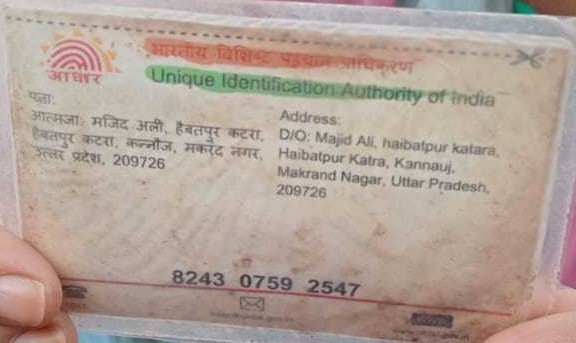 भारतीय विशिष्ट पहचान प्राधिकरण
आधार
Unique Identification Authority of India
पता:
आत्मजा: मजिद अली, हैबतपुर कटरा,
हैबतपुर कटरा, कन्नौज, मकरंद नगर,
उत्तर प्रदेश, 209726
Address:
D/O: Majid Ali, haibatpur katara,
Haibatpur Katra, Kannauj,
Makrand Nagar, Uttar Pradesh,
209726
8243 0759 2547